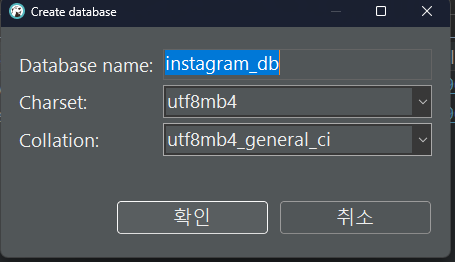 Create database
Database name: instagram_db
Charset: utf8mb4
Collation: utf8mb4_general_ci
확인 취소